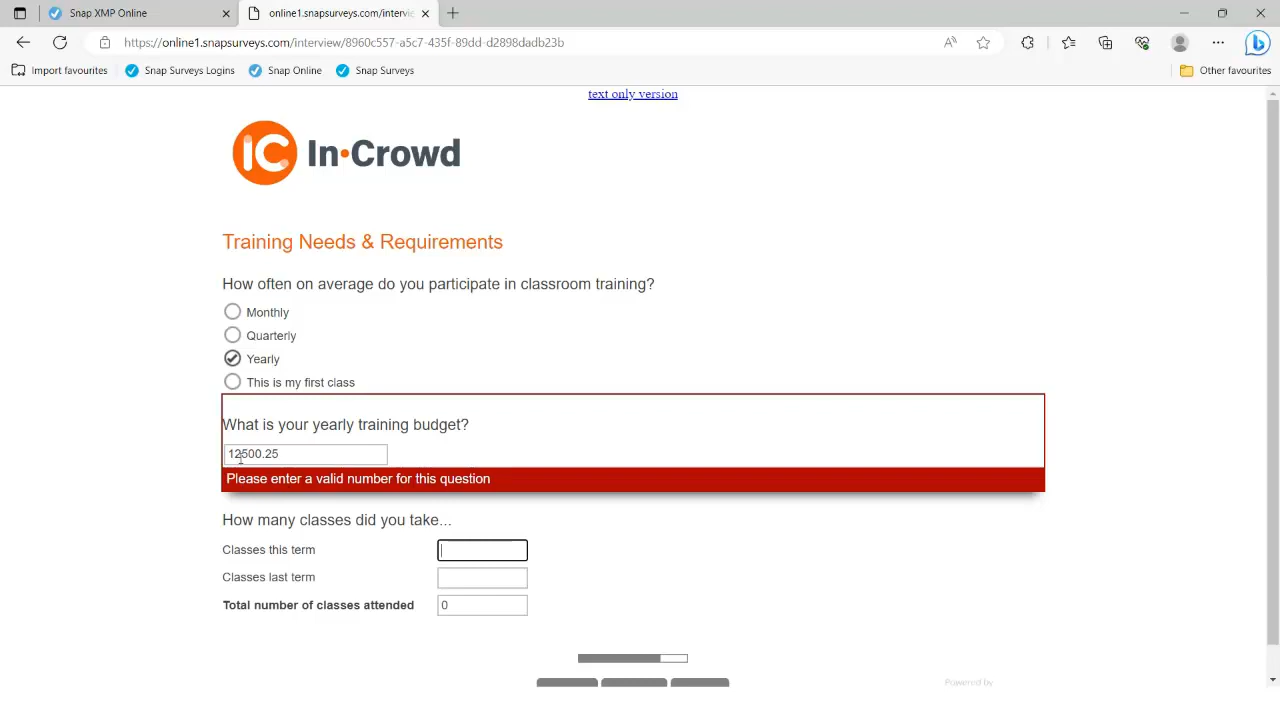 Snap XMP Online
online1.snapsurveys.com/intervie
https://online1.snapsurveys.com/interview/8960c557-a5c7-435f-89dd-d2898dadb23b
Import favourites
Snap Surveys Logins
Snap Online
Snap Surveys
Other favourites
text only version
IC In·Crowd
Training Needs & Requirements
How often on average do you participate in classroom training?
Monthly
Quarterly
Yearly
This is my first class
What is your yearly training budget?
12500.25
Please enter a valid number for this question
How many classes did you take...
Classes this term
Classes last term
Total number of classes attended 0
Powered by